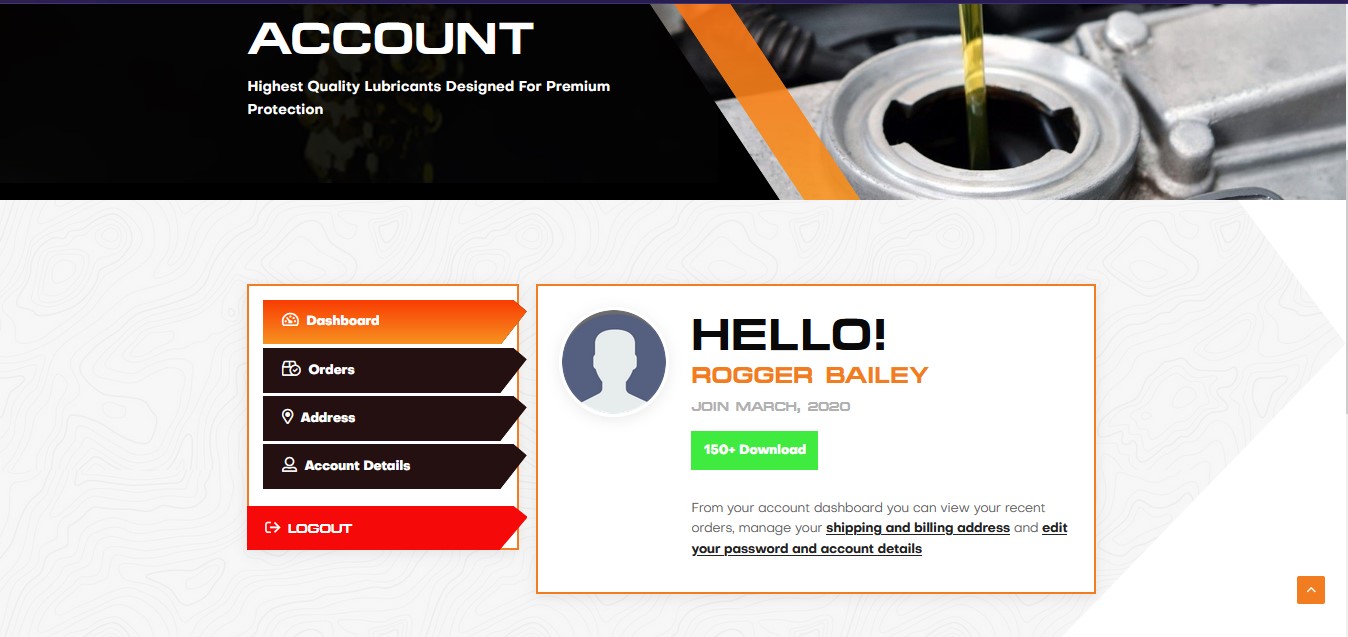 ACCOUNT
Highest Quality Lubricants Designed For Premium
Protection
Dashboard
Orders
Address
Account Details
LOGOUT
HELLO!
ROGGER BAILEY
JOIN MARCH, 2020
150+ Download
From your account dashboard you can view your recent
orders, manage your shipping and billing address and edit
your password and account details